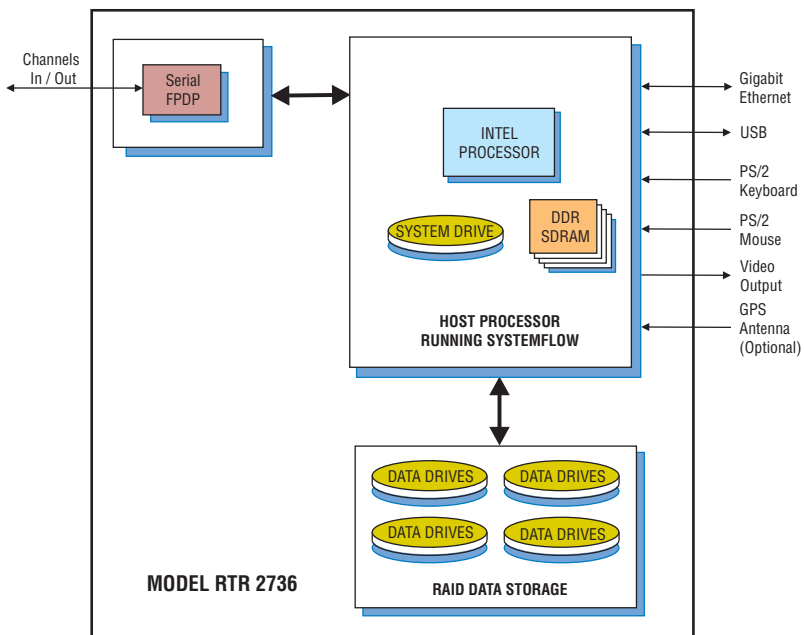 Channels
In / Out
Serial
FPDP
INTEL
PROCESSOR
SYSTEM DRIVE
DDR
SDRAM
HOST PROCESSOR
RUNNING SYSTEMFLOW
Gigabit
Ethernet
USB
PS/2
Keyboard
PS/2
Mouse
Video
Output
GPS
Antenna
(Optional)
DATA DRIVES
DATA DRIVES
DATA DRIVES
DATA DRIVES
RAID DATA STORAGE
MODEL RTR 2736